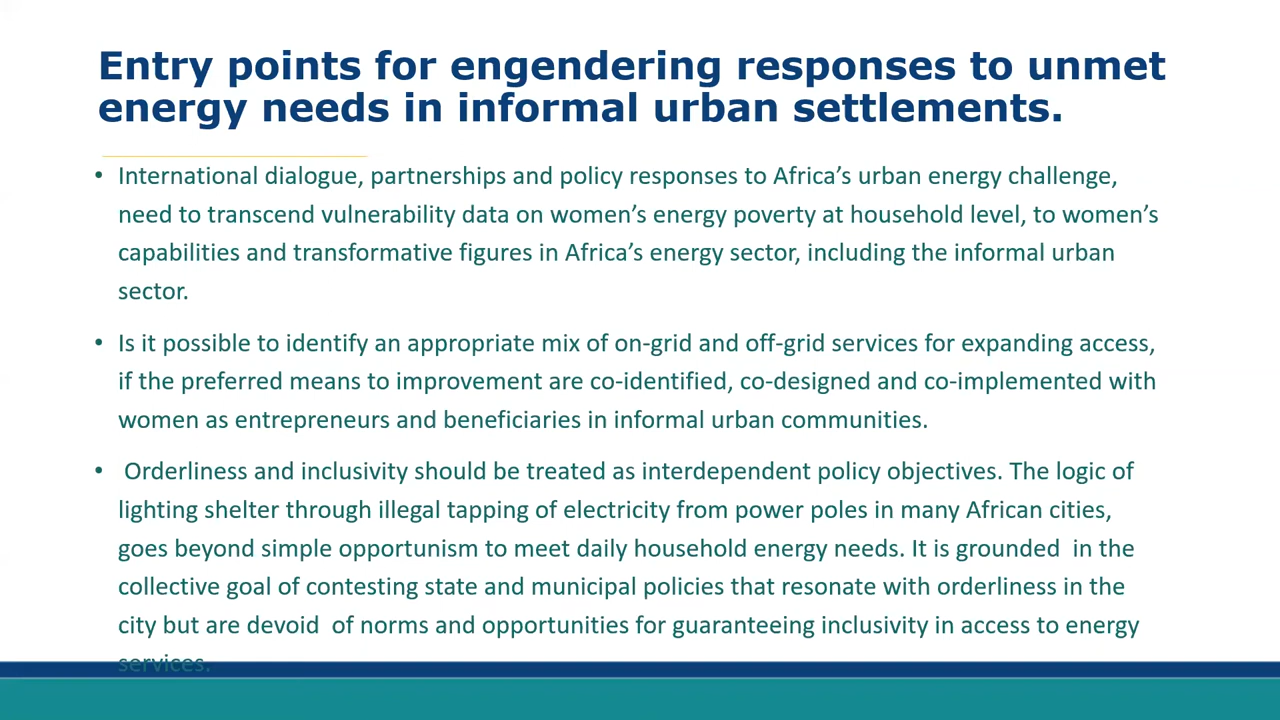 Entry points for engendering responses to unmet
energy needs in informal urban settlements.
• International dialogue, partnerships and policy responses to Africa’s urban energy challenge,
need to transcend vulnerability data on women’s energy poverty at household level, to women’s
capabilities and transformative figures in Africa’s energy sector, including the informal urban
sector.
• Is it possible to identify an appropriate mix of on-grid and off-grid services for expanding access,
if the preferred means to improvement are co-identified, co-designed and co-implemented with
women as entrepreneurs and beneficiaries in informal urban communities.
• Orderliness and inclusivity should be treated as interdependent policy objectives. The logic of
lighting shelter through illegal tapping of electricity from power poles in many African cities,
goes beyond simple opportunism to meet daily household energy needs. It is grounded  in the
collective goal of contesting state and municipal policies that resonate with orderliness in the
city but are devoid  of norms and opportunities for guaranteeing inclusivity in access to energy
services.